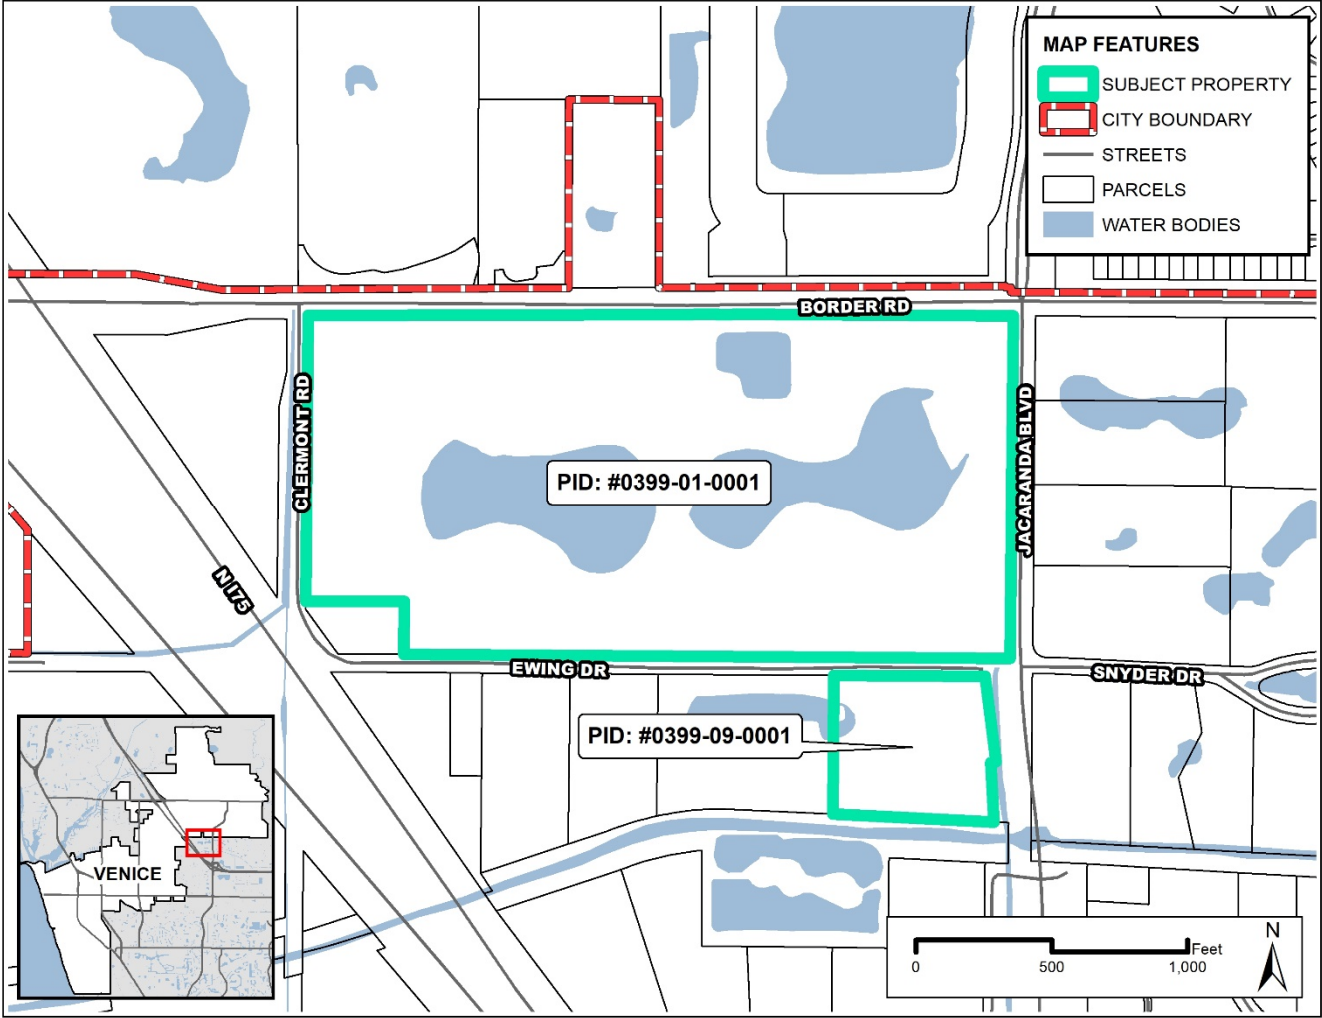 MAP FEATURES
SUBJECT PROPERTY
CITY BOUNDARY
STREETS
PARCELS
WATER BODIES
BORDER RD
CLERMONT RD
JACARANDA BLVD
PID: #0399-01-0001
N I75
EWING DR
SNYDER DR
PID: #0399-09-0001
VENICE
N
Feet
0 500 1,000